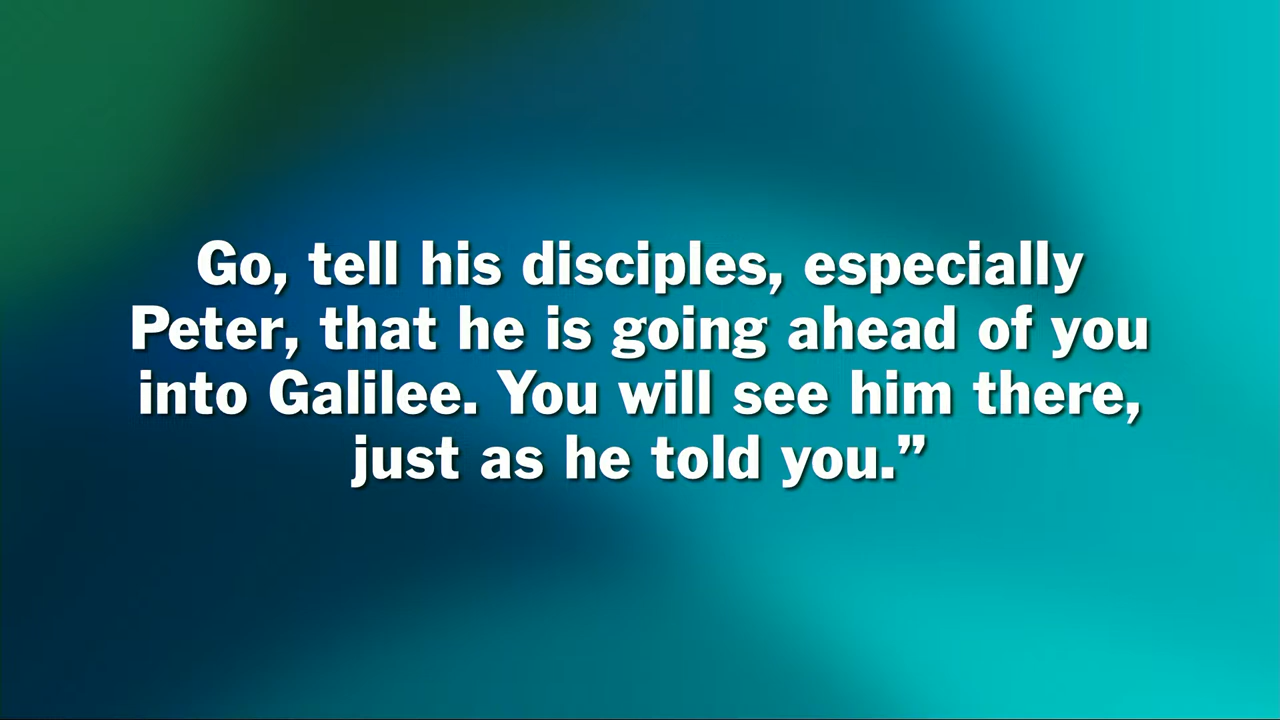 Go, tell his disciples, especially
Peter, that he is going ahead of you
into Galilee. You will see him there,
just as he told you.”